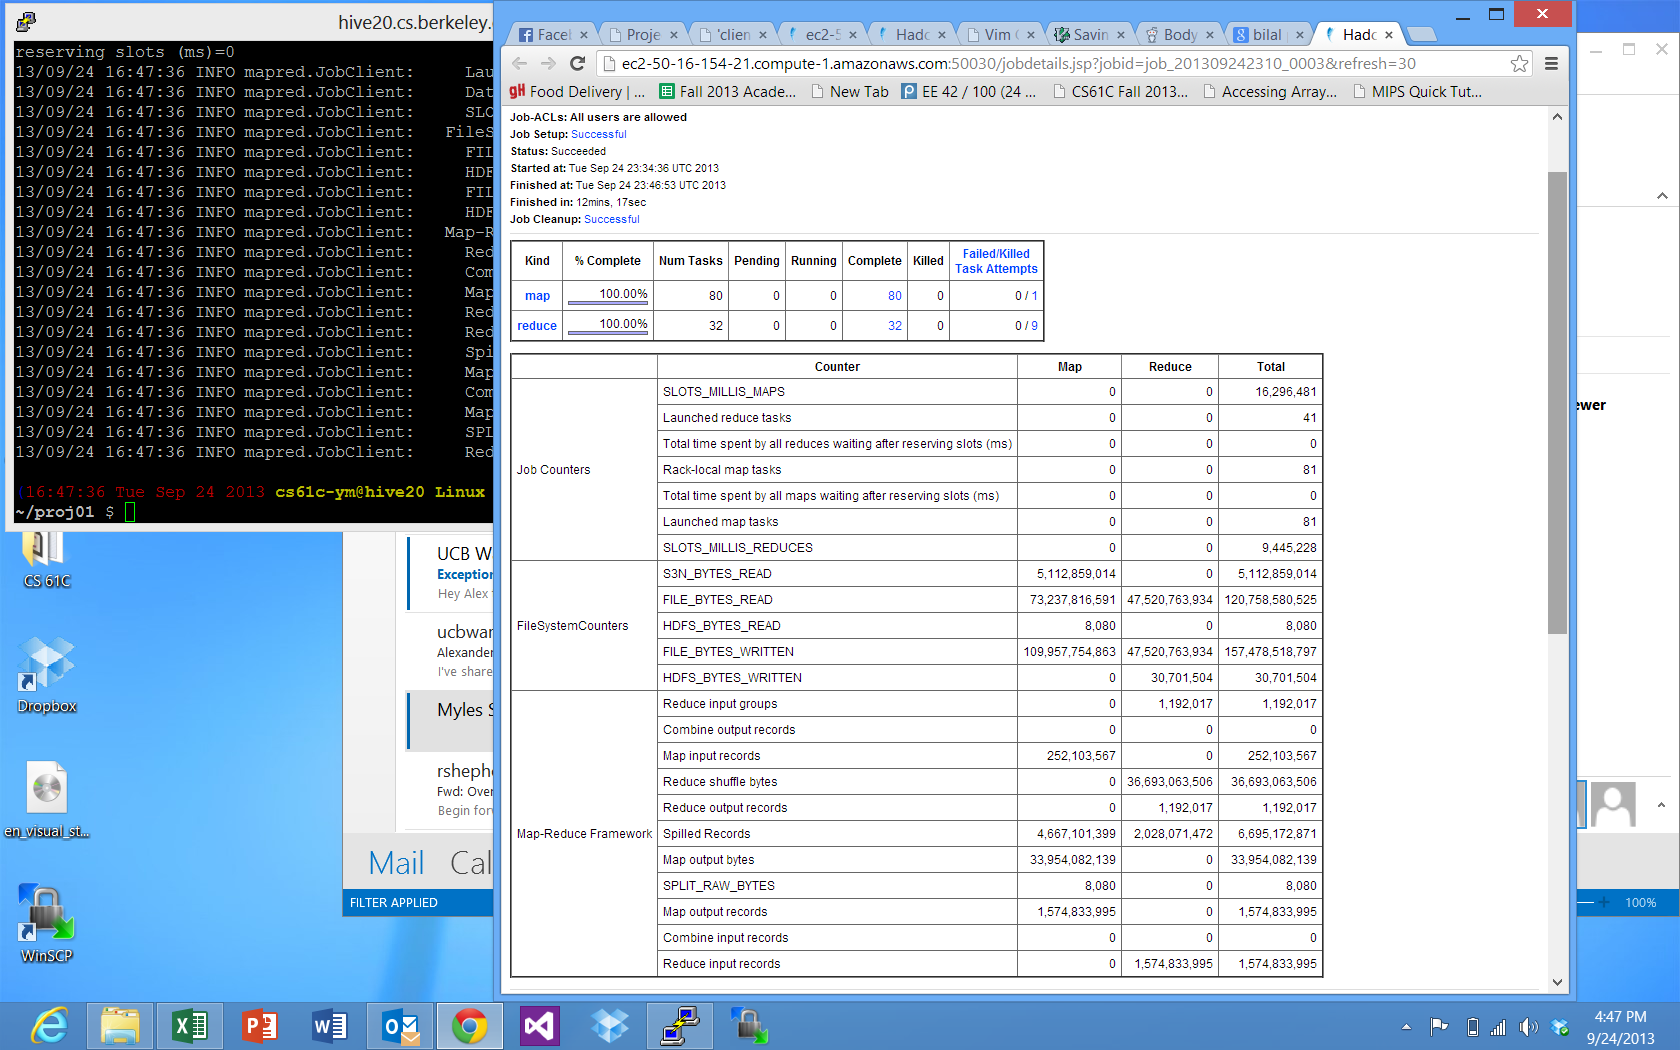 hive20.cs.berkeley.
reserving slots (ms)=0
13/09/24 16:47:36 INFO mapred.JobClient: Lau
13/09/24 16:47:36 INFO mapred.JobClient: Dat
13/09/24 16:47:36 INFO mapred.JobClient: SLO
13/09/24 16:47:36 INFO mapred.JobClient: FileS
13/09/24 16:47:36 INFO mapred.JobClient: FIL
13/09/24 16:47:36 INFO mapred.JobClient: HDF
13/09/24 16:47:36 INFO mapred.JobClient: FIL
13/09/24 16:47:36 INFO mapred.JobClient: HDF
13/09/24 16:47:36 INFO mapred.JobClient: Map-R
13/09/24 16:47:36 INFO mapred.JobClient: Red
13/09/24 16:47:36 INFO mapred.JobClient: Com
13/09/24 16:47:36 INFO mapred.JobClient: Map
13/09/24 16:47:36 INFO mapred.JobClient: Red
13/09/24 16:47:36 INFO mapred.JobClient: Red
13/09/24 16:47:36 INFO mapred.JobClient: Spi
13/09/24 16:47:36 INFO mapred.JobClient: Map
13/09/24 16:47:36 INFO mapred.JobClient: Com
13/09/24 16:47:36 INFO mapred.JobClient: Map
13/09/24 16:47:36 INFO mapred.JobClient: SPL
13/09/24 16:47:36 INFO mapred.JobClient: Red
(16:47:36 Tue Sep 24 2013 cs61c-ym@hive20 Linux
~/proj01 $
CS 61C
Dropbox
en_visual_st...
WinSCP
UCB Wa
Exception
Hey Alex
ucbwar
Alexander
I've share
Myles S
rsheph
Fwd: Over
Begin for
Mail Cal
FILTER APPLIED
Facel Proje 'clien ec2-5 Hadc Vim Savin Body bilal Hadc
ec2-50-16-154-21.compute-1.amazonaws.com:50030/jobdetails.jsp?jobid=job_201309242310_0003&refresh=30
gH Food Delivery | ... Fall 2013 Acade... New Tab EE 42 / 100 (24 ... CS61C Fall 2013... Accessing Array... MIPS Quick Tut...
Job-ACLs: All users are allowed
Job Setup: Successful
Status: Succeeded
Started at: Tue Sep 24 23:34:36 UTC 2013
Finished at: Tue Sep 24 23:46:53 UTC 2013
Finished in: 12mins, 17sec
Job Cleanup: Successful
Kind % Complete Num Tasks Pending Running Complete Killed Failed/Killed Task Attempts
map 100.00% 80 0 0 80 0 0 / 1
reduce 100.00% 32 0 0 32 0 0 / 9
Counter Map Reduce Total
Job Counters
SLOTS_MILLIS_MAPS 0 0 16,296,481
Launched reduce tasks 0 0 41
Total time spent by all reduces waiting after reserving slots (ms) 0 0 0
Rack-local map tasks 0 0 81
Total time spent by all maps waiting after reserving slots (ms) 0 0 0
Launched map tasks 0 0 81
SLOTS_MILLIS_REDUCES 0 0 9,445,228
FileSystemCounters
S3N_BYTES_READ 5,112,859,014 0 5,112,859,014
FILE_BYTES_READ 73,237,816,591 47,520,763,934 120,758,580,525
HDFS_BYTES_READ 8,080 0 8,080
FILE_BYTES_WRITTEN 109,957,754,863 47,520,763,934 157,478,518,797
HDFS_BYTES_WRITTEN 0 30,701,504 30,701,504
Map-Reduce Framework
Reduce input groups 0 1,192,017 1,192,017
Combine output records 0 0 0
Map input records 252,103,567 0 252,103,567
Reduce shuffle bytes 0 36,693,063,506 36,693,063,506
Reduce output records 0 1,192,017 1,192,017
Spilled Records 4,667,101,399 2,028,071,472 6,695,172,871
Map output bytes 33,954,082,139 0 33,954,082,139
SPLIT_RAW_BYTES 8,080 0 8,080
Map output records 1,574,833,995 0 1,574,833,995
Combine input records 0 0 0
Reduce input records 0 1,574,833,995 1,574,833,995
ewer
100%
4:47 PM
9/24/2013